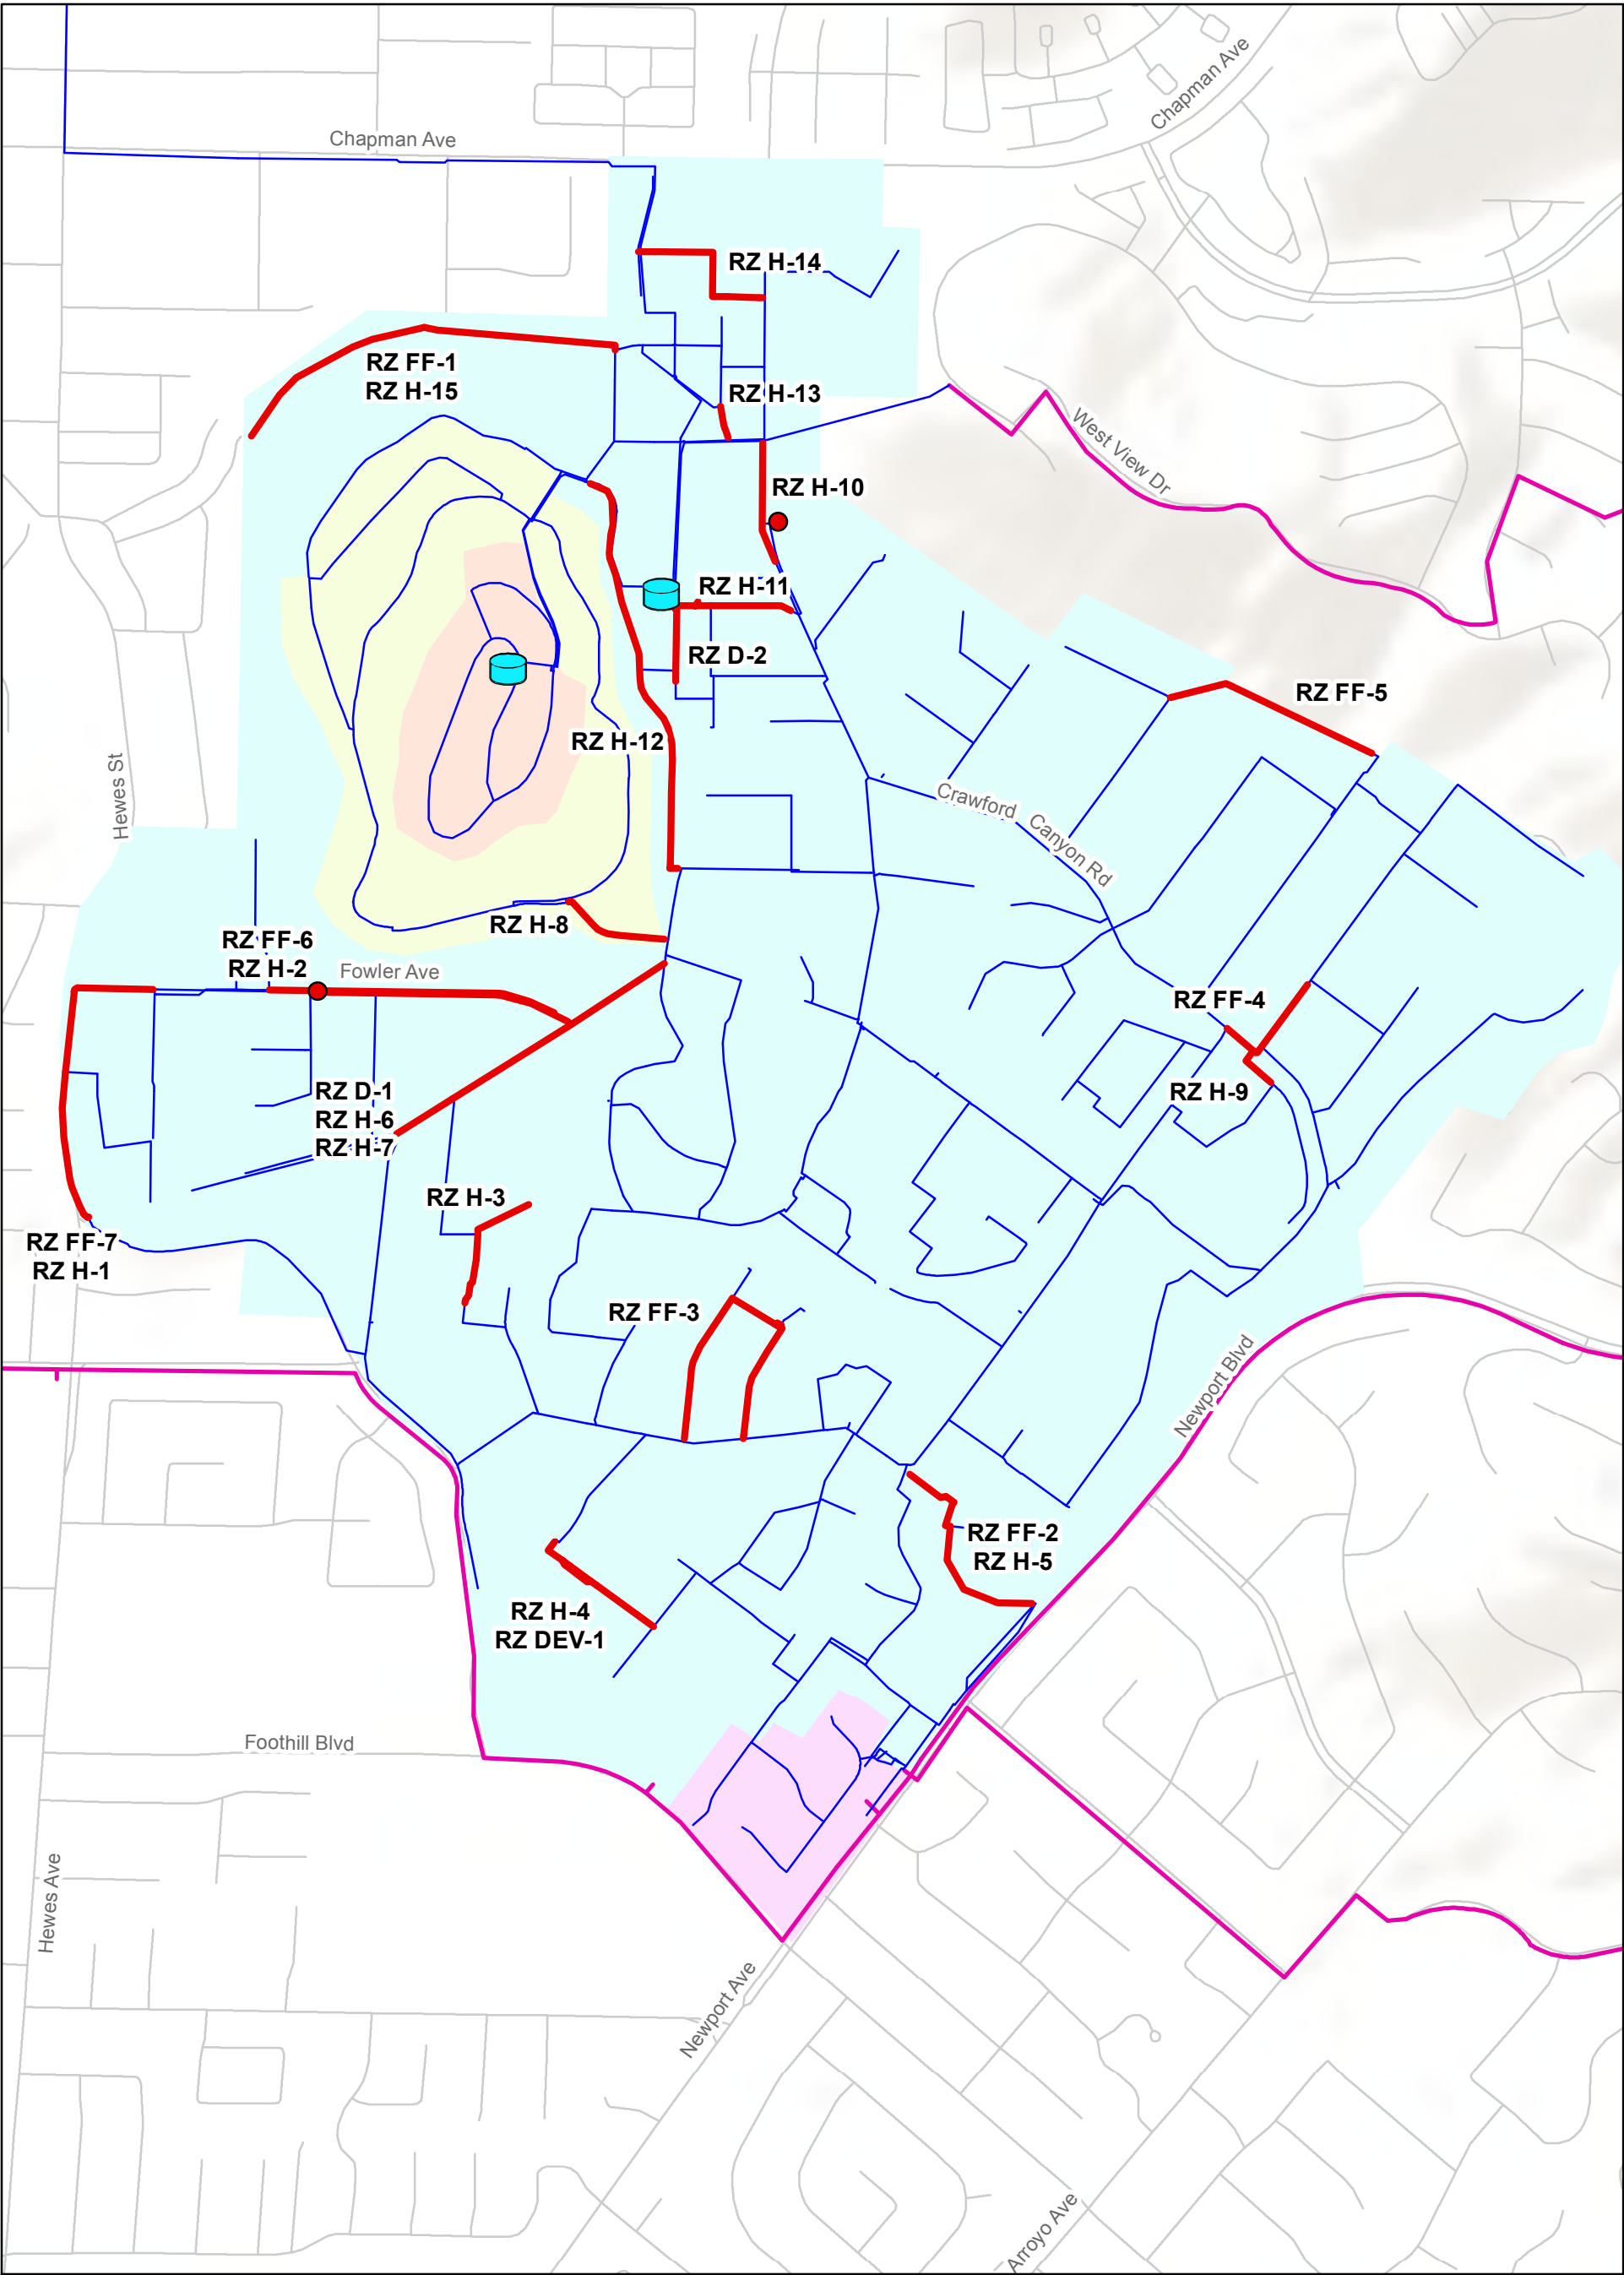 Chapman Ave
Chapman Ave
RZ H-14
RZ FF-1
RZ H-15
RZ H-13
West View Dr
RZ H-10
RZ H-11
RZ D-2
RZ FF-5
RZ H-12
Hewes St
Crawford Canyon Rd
RZ H-8
RZ FF-6
RZ H-2
Fowler Ave
RZ FF-4
RZ H-9
RZ D-1
RZ H-6
RZ H-7
RZ H-3
RZ FF-7
RZ H-1
RZ FF-3
Newport Blvd
RZ FF-2
RZ H-5
RZ H-4
RZ DEV-1
Foothill Blvd
Hewes Ave
Newport Ave
Arroyo Ave